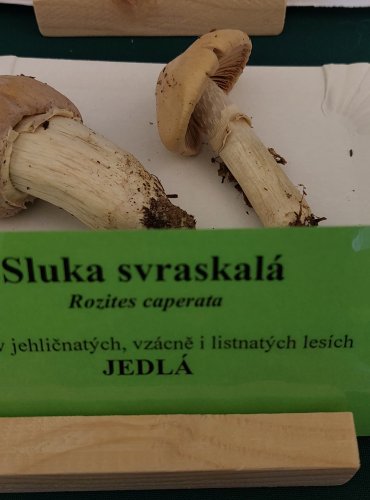 Sluka svraskalá
Rozites caperata
v jehličnatých, vzácně i listnatých lesích
JEDLÁ